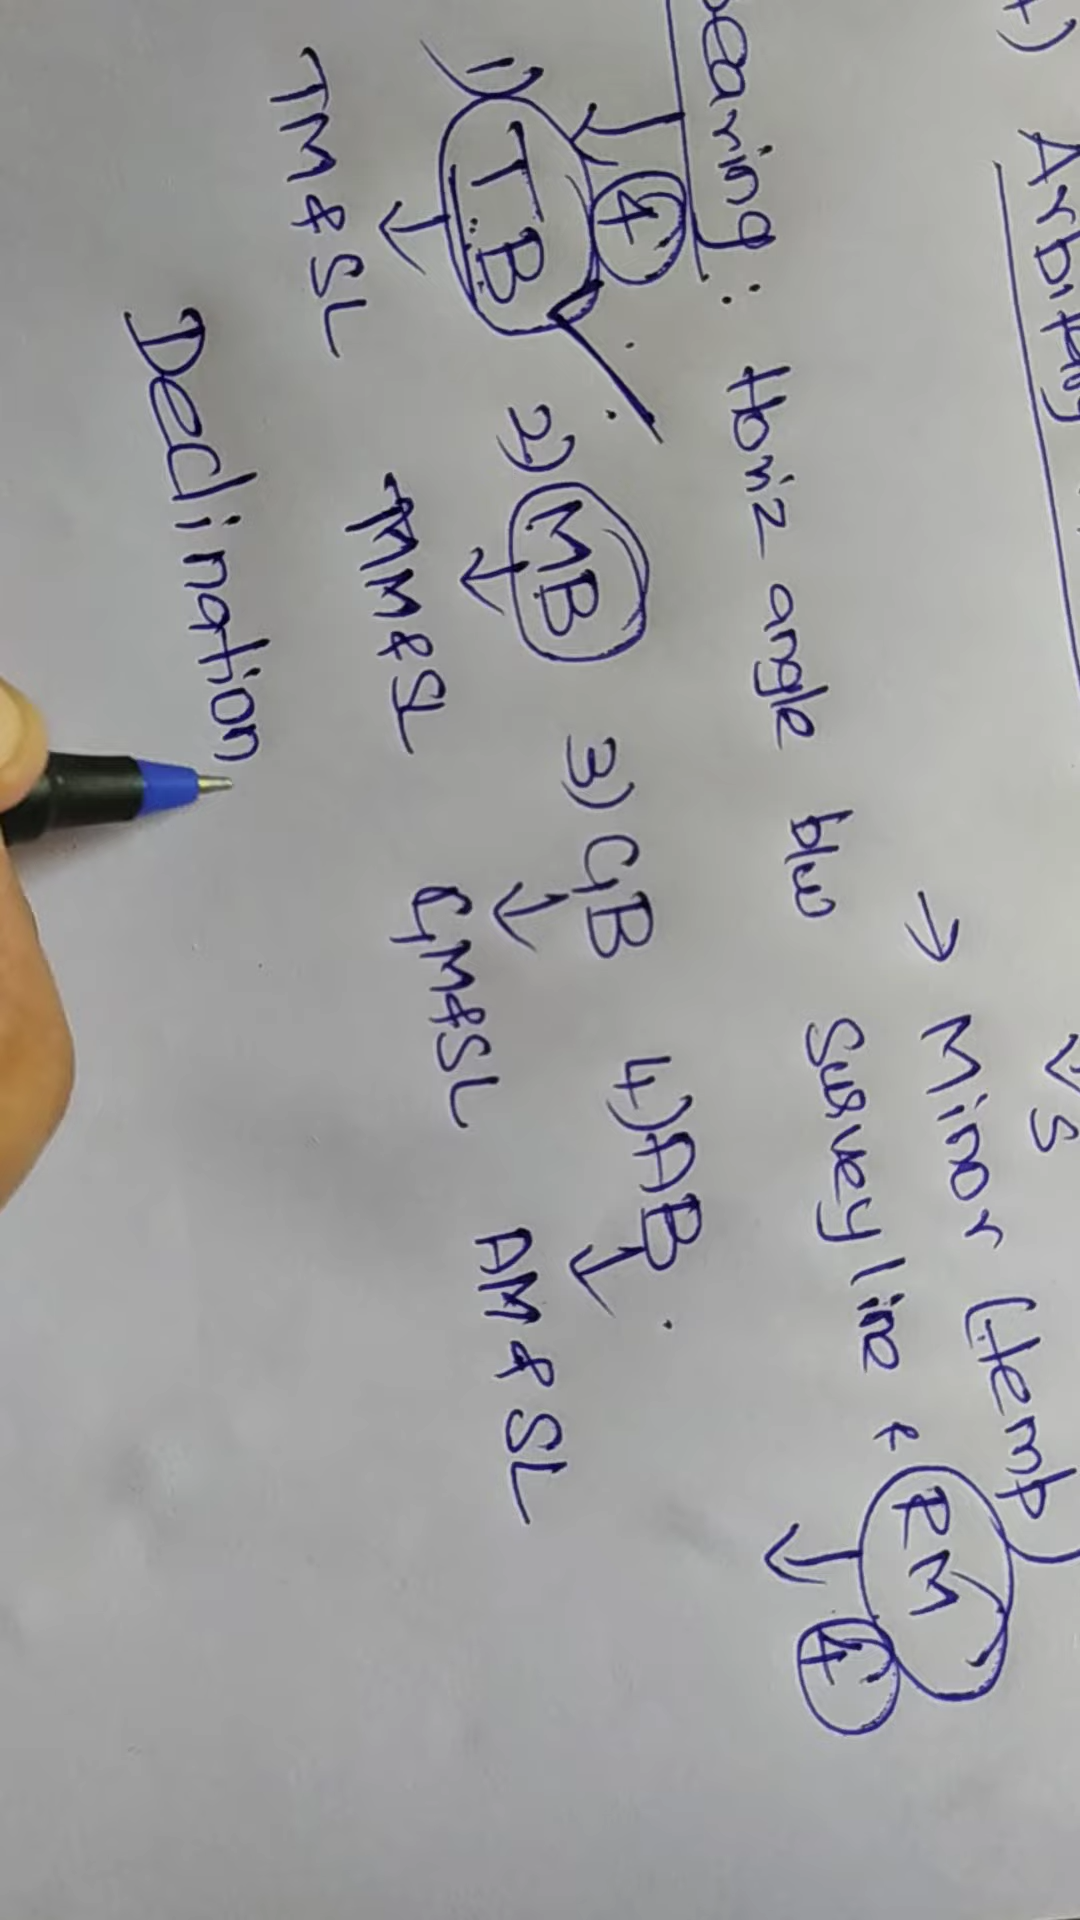 4) Arbitrary
↓ S
→ Minor (temp)
Bearing: Horiz angle b/w Survey line & RM
↓ 4 ↓ 4
1) T.B 2) MB 3) GB 4) AB
↓ ↓ ↓ ↓
TM & SL MM & SL GM & SL AM & SL
Declination